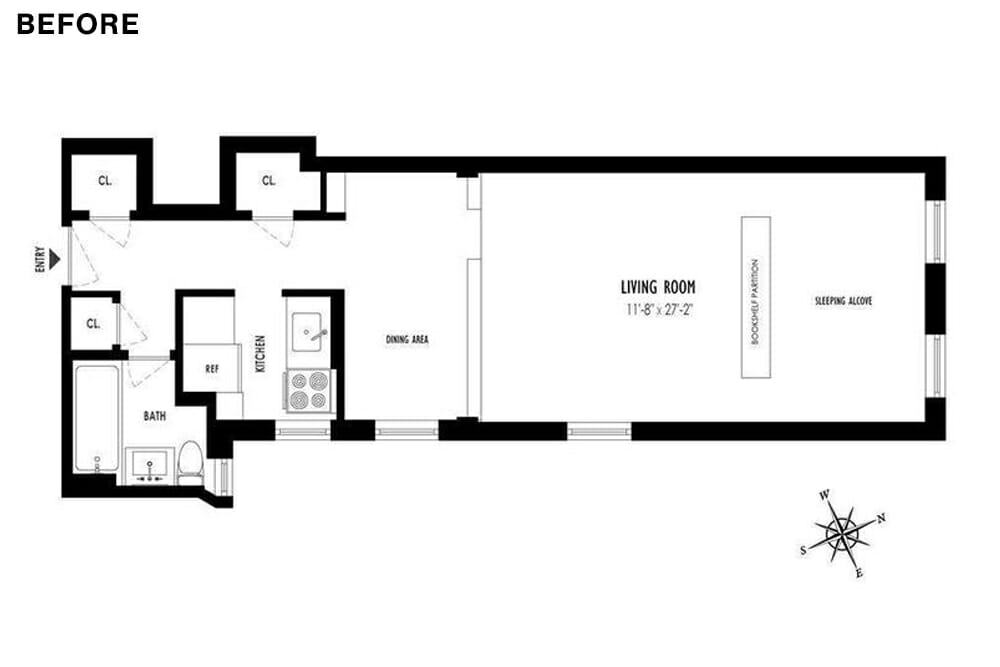 BEFORE
CL.
CL.
ENTRY
CL.
REF
KITCHEN
BATH
DINING AREA
LIVING ROOM
11'-8" x 27'-2"
BOOKSHELF PARTITION
SLEEPING ALCOVE
W
N
S
E